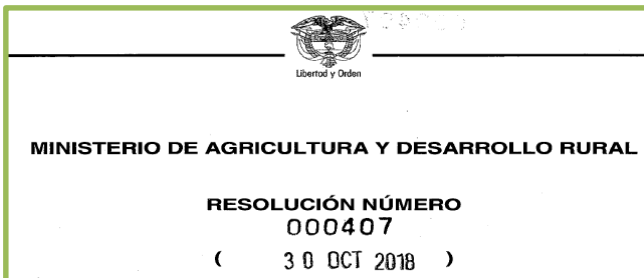 Libertad y Orden
MINISTERIO DE AGRICULTURA Y DESARROLLO RURAL
RESOLUCIÓN NÚMERO
000407
( 30 OCT 2018 )